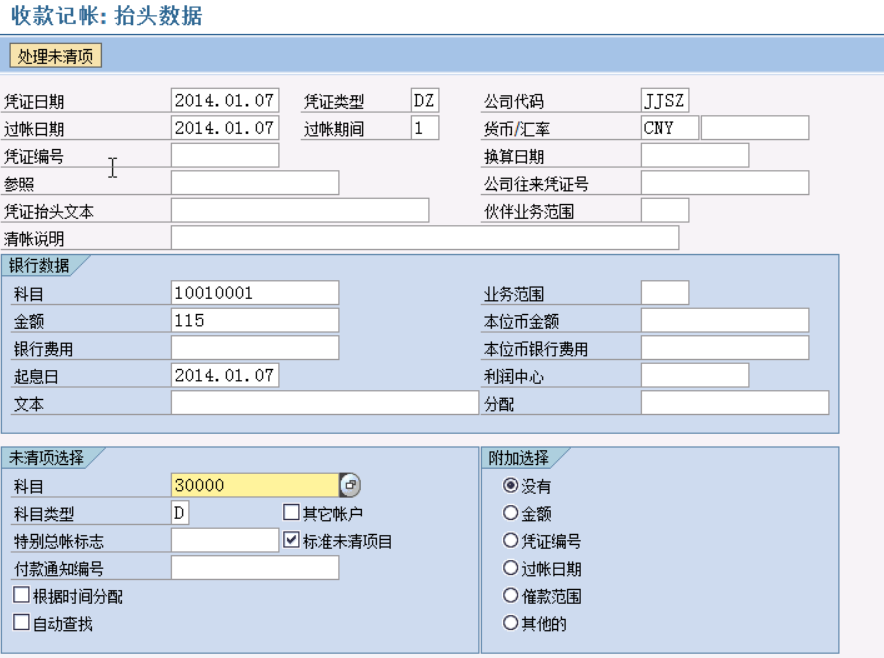 收款记帐: 抬头数据
处理未清项
凭证日期 2014.01.07 凭证类型 DZ 公司代码 JJSZ
过帐日期 2014.01.07 过帐期间 1 货币/汇率 CNY
凭证编号 换算日期
参照 公司往来凭证号
凭证抬头文本 伙伴业务范围
清帐说明
银行数据
科目 10010001 业务范围
金额 115 本位币金额
银行费用 本位币银行费用
起息日 2014.01.07 利润中心
文本 分配
未清项选择 附加选择
科目 30000 没有
科目类型 D 其它帐户 金额
特别总帐标志 标准未清项目 凭证编号
付款通知编号 过帐日期
根据时间分配 催款范围
自动查找 其他的